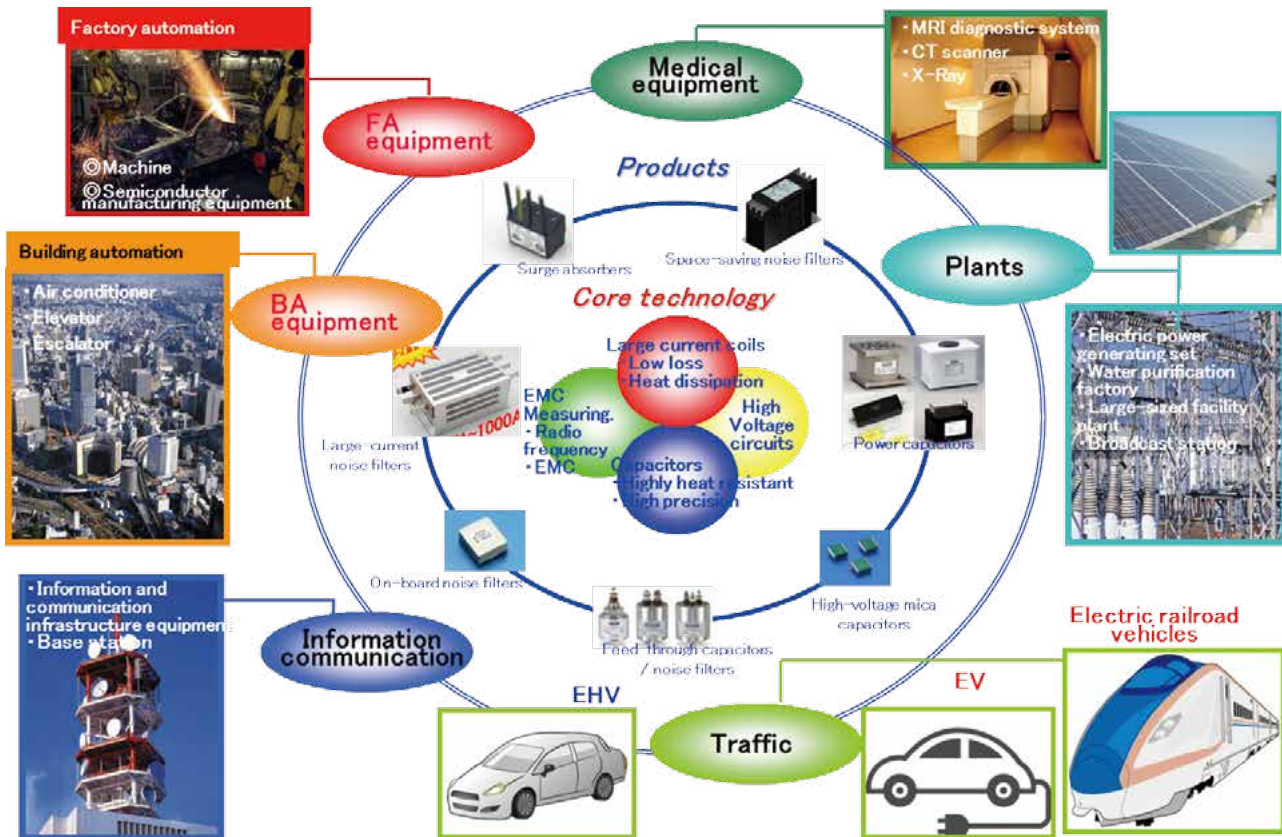 Factory automation
◎Machine
◎Semiconductor
manufacturing equipment
FA
equipment
Medical
equipment
・MRI diagnostic system
・CT scanner
・X-Ray
Building automation
・Air conditioner
・Elevator
・Escalator
BA
equipment
Products
Surge absorbers
Space-saving noise filters
Plants
・Electric power
generating set
・Water purification
factory
・Large-sized facility
plant
・Broadcast station
Core technology
Large current coils
・Low loss
・Heat dissipation
EMC
Measuring.
・Radio
frequency
・EMC
High
Voltage
circuits
Capacitors
・Highly heat resistant
・High precision
~1000A
Large-current
noise filters
Power capacitors
On-board noise filters
High-voltage mica
capacitors
Feed-through capacitors
/ noise filters
・Information and
communication
infrastructure equipment
・Base station
Information
communication
EHV
Traffic
EV
Electric railroad
vehicles